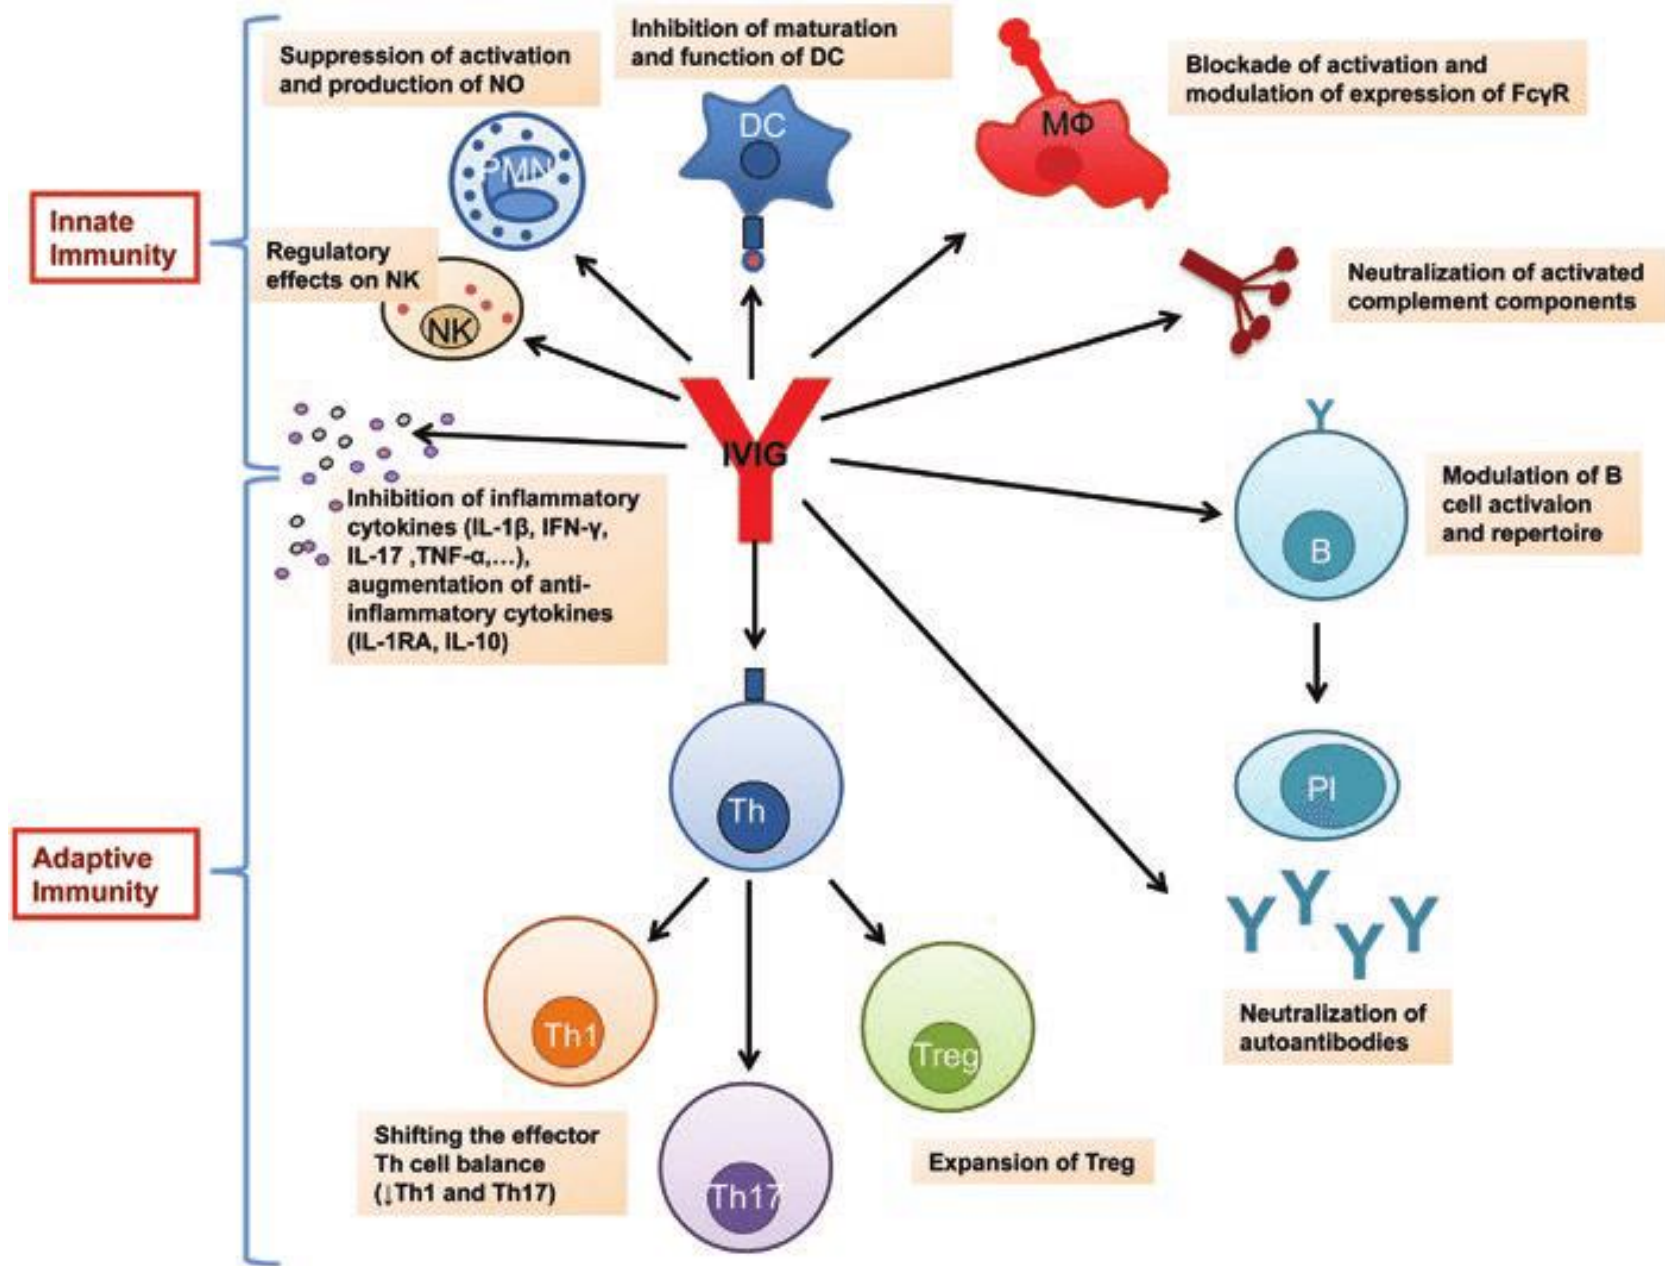 Suppression of activation
and production of NO
Inhibition of maturation
and function of DC
Blockade of activation and
modulation of expression of FcγR
PMN
DC
MΦ
Innate
Immunity
Regulatory
effects on NK
NK
Neutralization of activated
complement components
IVIG
Inhibition of inflammatory
cytokines (IL-1β, IFN-γ,
IL-17 ,TNF-α,...),
augmentation of anti-
inflammatory cytokines
(IL-1RA, IL-10)
B
Modulation of B
cell activaion
and repertoire
Th
Pl
Adaptive
Immunity
Th1
Treg
Th17
Neutralization of
autoantibodies
Shifting the effector
Th cell balance
(↓Th1 and Th17)
Expansion of Treg